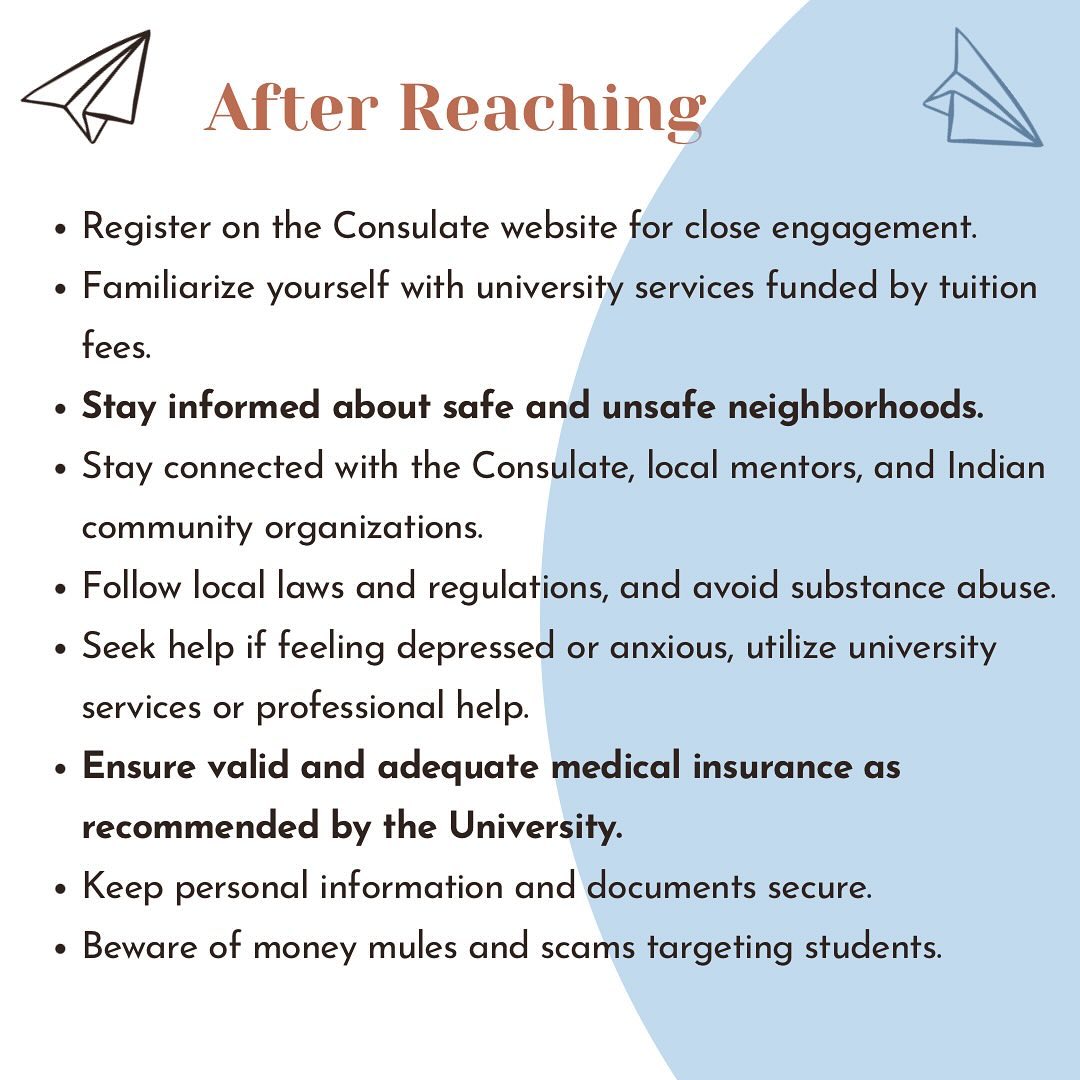 After Reaching
• Register on the Consulate website for close engagement.
• Familiarize yourself with university services funded by tuition
fees.
• Stay informed about safe and unsafe neighborhoods.
• Stay connected with the Consulate, local mentors, and Indian
community organizations.
• Follow local laws and regulations, and avoid substance abuse.
• Seek help if feeling depressed or anxious, utilize university
services or professional help.
• Ensure valid and adequate medical insurance as
recommended by the University.
• Keep personal information and documents secure.
• Beware of money mules and scams targeting students.